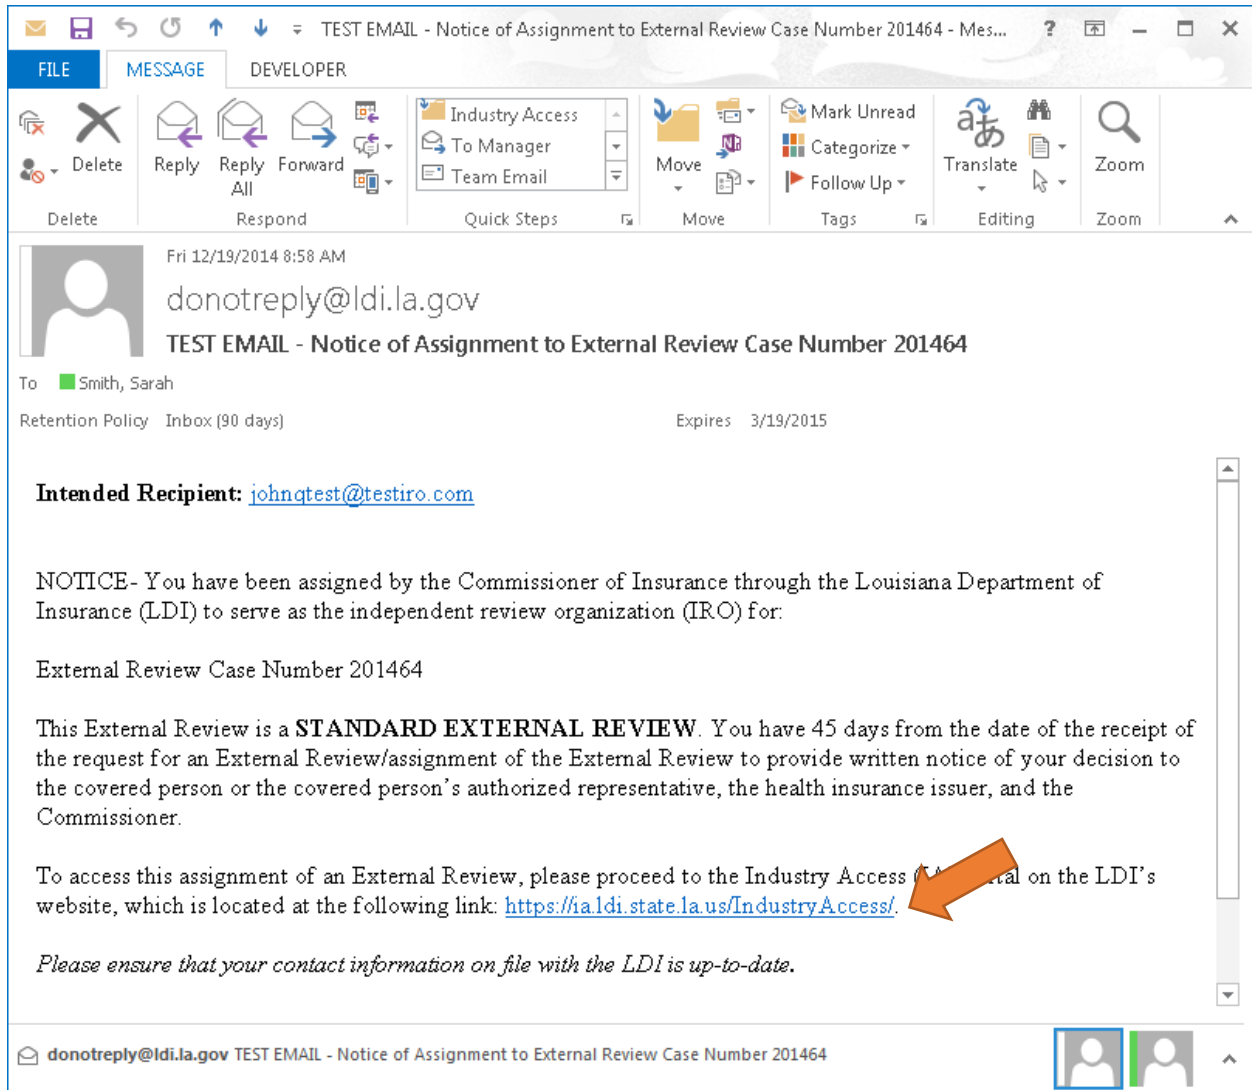 TEST EMAIL - Notice of Assignment to External Review Case Number 201464 - Mes... ?
FILE MESSAGE DEVELOPER
Industry Access
To Manager
Team Email
Mark Unread
Categorize
Follow Up
Delete Reply Reply All Forward Move Translate Zoom
Delete Respond Quick Steps Move Tags Editing Zoom
Fri 12/19/2014 8:58 AM
donotreply@ldi.la.gov
TEST EMAIL - Notice of Assignment to External Review Case Number 201464
To Smith, Sarah
Retention Policy Inbox (90 days) Expires 3/19/2015
Intended Recipient: johnqtest@testiro.com
NOTICE- You have been assigned by the Commissioner of Insurance through the Louisiana Department of
Insurance (LDI) to serve as the independent review organization (IRO) for:
External Review Case Number 201464
This External Review is a STANDARD EXTERNAL REVIEW. You have 45 days from the date of the receipt of
the request for an External Review/assignment of the External Review to provide written notice of your decision to
the covered person or the covered person's authorized representative, the health insurance issuer, and the
Commissioner.
To access this assignment of an External Review, please proceed to the Industry Access on the LDI's
website, which is located at the following link: https://ia.ldi.state.la.us/IndustryAccess/.
Please ensure that your contact information on file with the LDI is up-to-date.
donotreply@ldi.la.gov TEST EMAIL - Notice of Assignment to External Review Case Number 201464